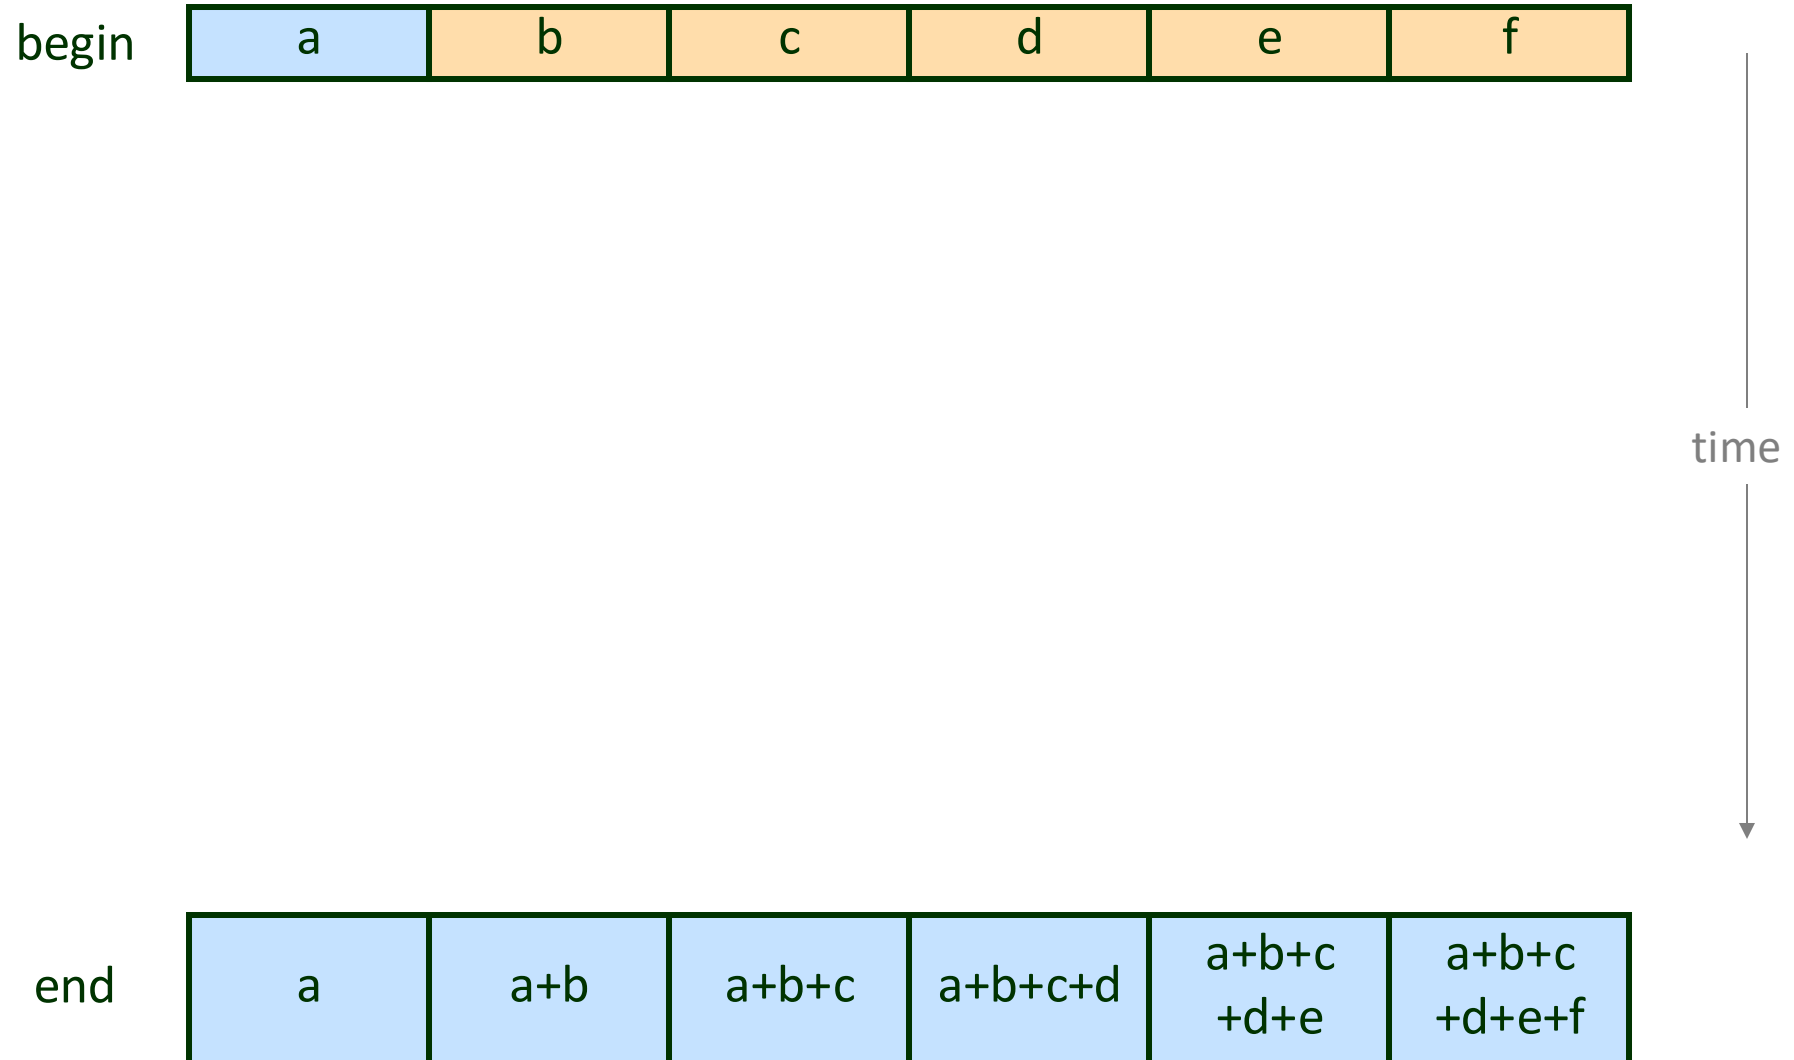 begin a b c d e f
time
end a a+b a+b+c a+b+c+d a+b+c +d+e a+b+c +d+e+f